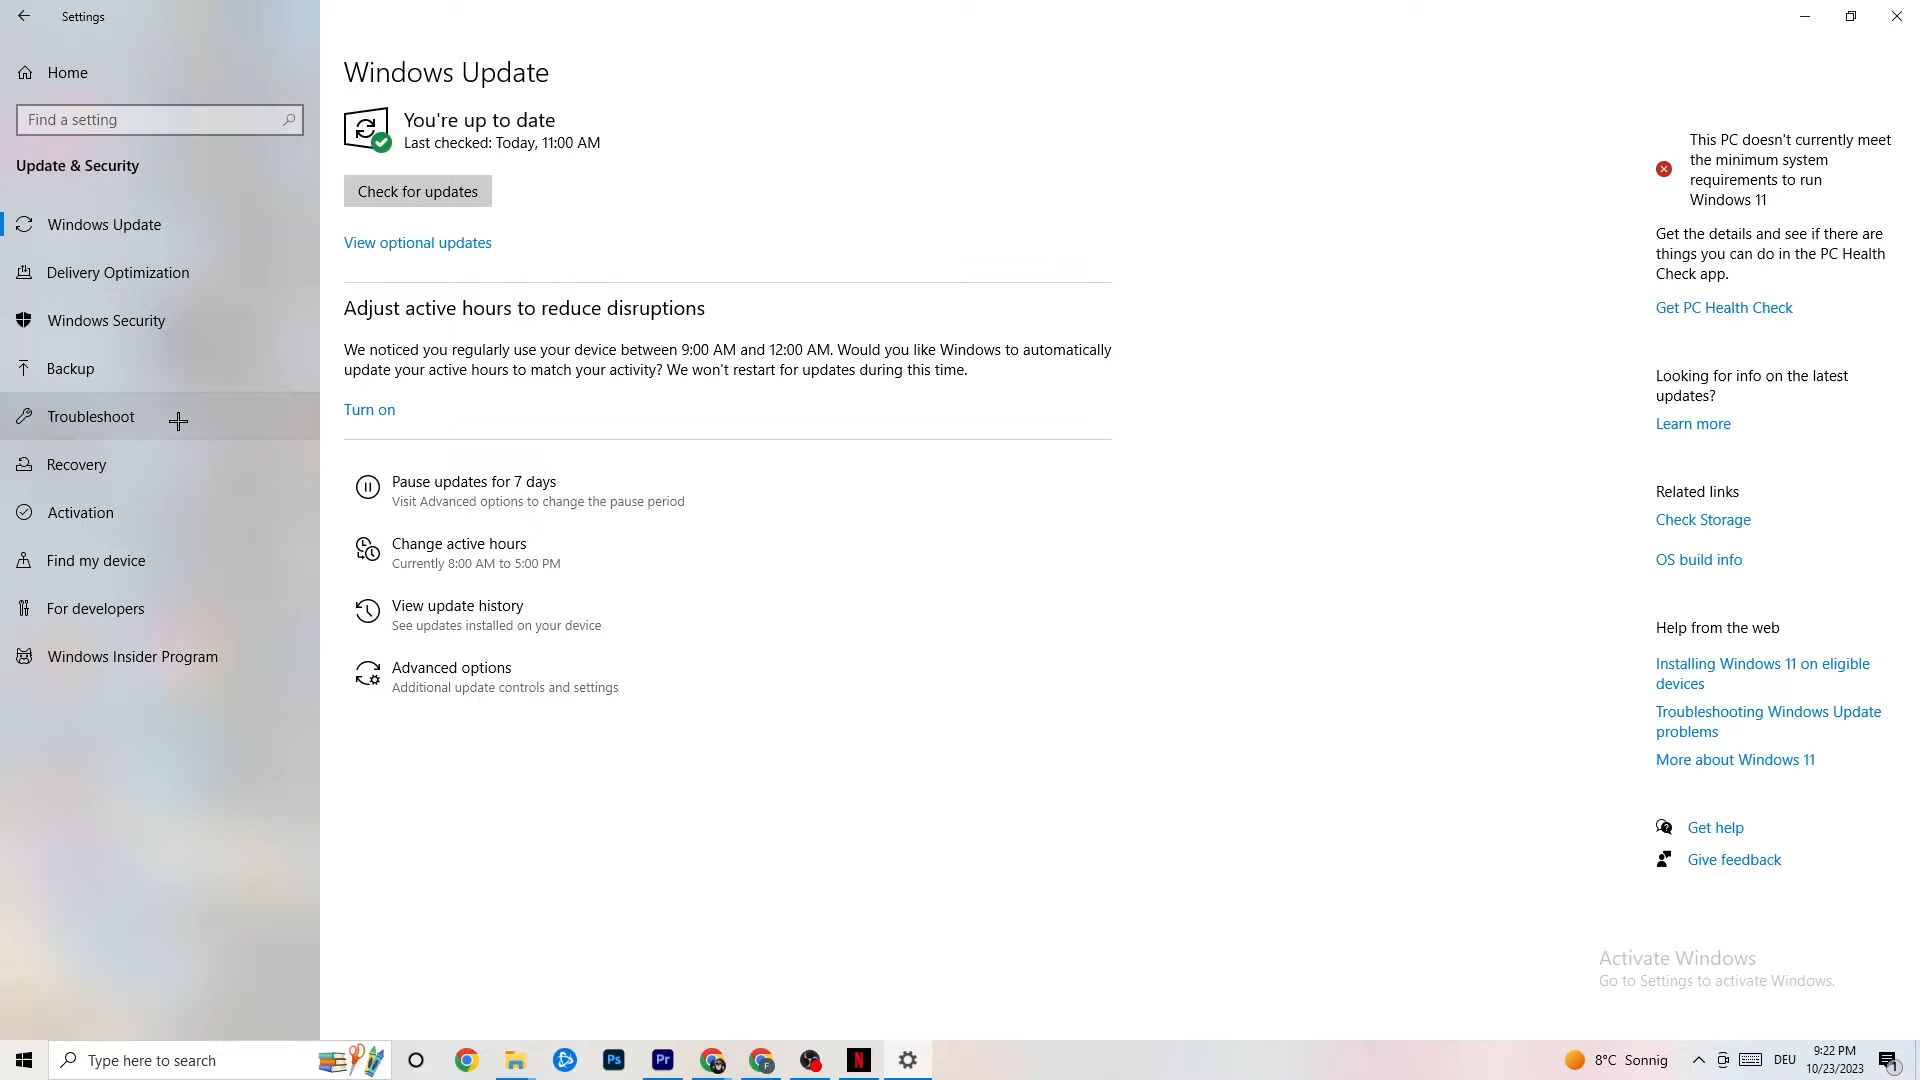 Settings
Home
Find a setting
Update & Security
Windows Update
Delivery Optimization
Windows Security
Backup
Troubleshoot
Recovery
Activation
Find my device
For developers
Windows Insider Program
Windows Update
You're up to date
Last checked: Today, 11:00 AM
Check for updates
View optional updates
Adjust active hours to reduce disruptions
We noticed you regularly use your device between 9:00 AM and 12:00 AM. Would you like Windows to automatically
update your active hours to match your activity? We won't restart for updates during this time.
Turn on
Pause updates for 7 days
Visit Advanced options to change the pause period
Change active hours
Currently 8:00 AM to 5:00 PM
View update history
See updates installed on your device
Advanced options
Additional update controls and settings
This PC doesn't currently meet
the minimum system
requirements to run
Windows 11
Get the details and see if there are
things you can do in the PC Health
Check app.
Get PC Health Check
Looking for info on the latest
updates?
Learn more
Related links
Check Storage
OS build info
Help from the web
Installing Windows 11 on eligible
devices
Troubleshooting Windows Update
problems
More about Windows 11
Get help
Give feedback
Activate Windows
Go to Settings to activate Windows.
Type here to search
Ps
Pr
F
N
8°C Sonnig
DEU
9:22 PM
10/23/2023
1